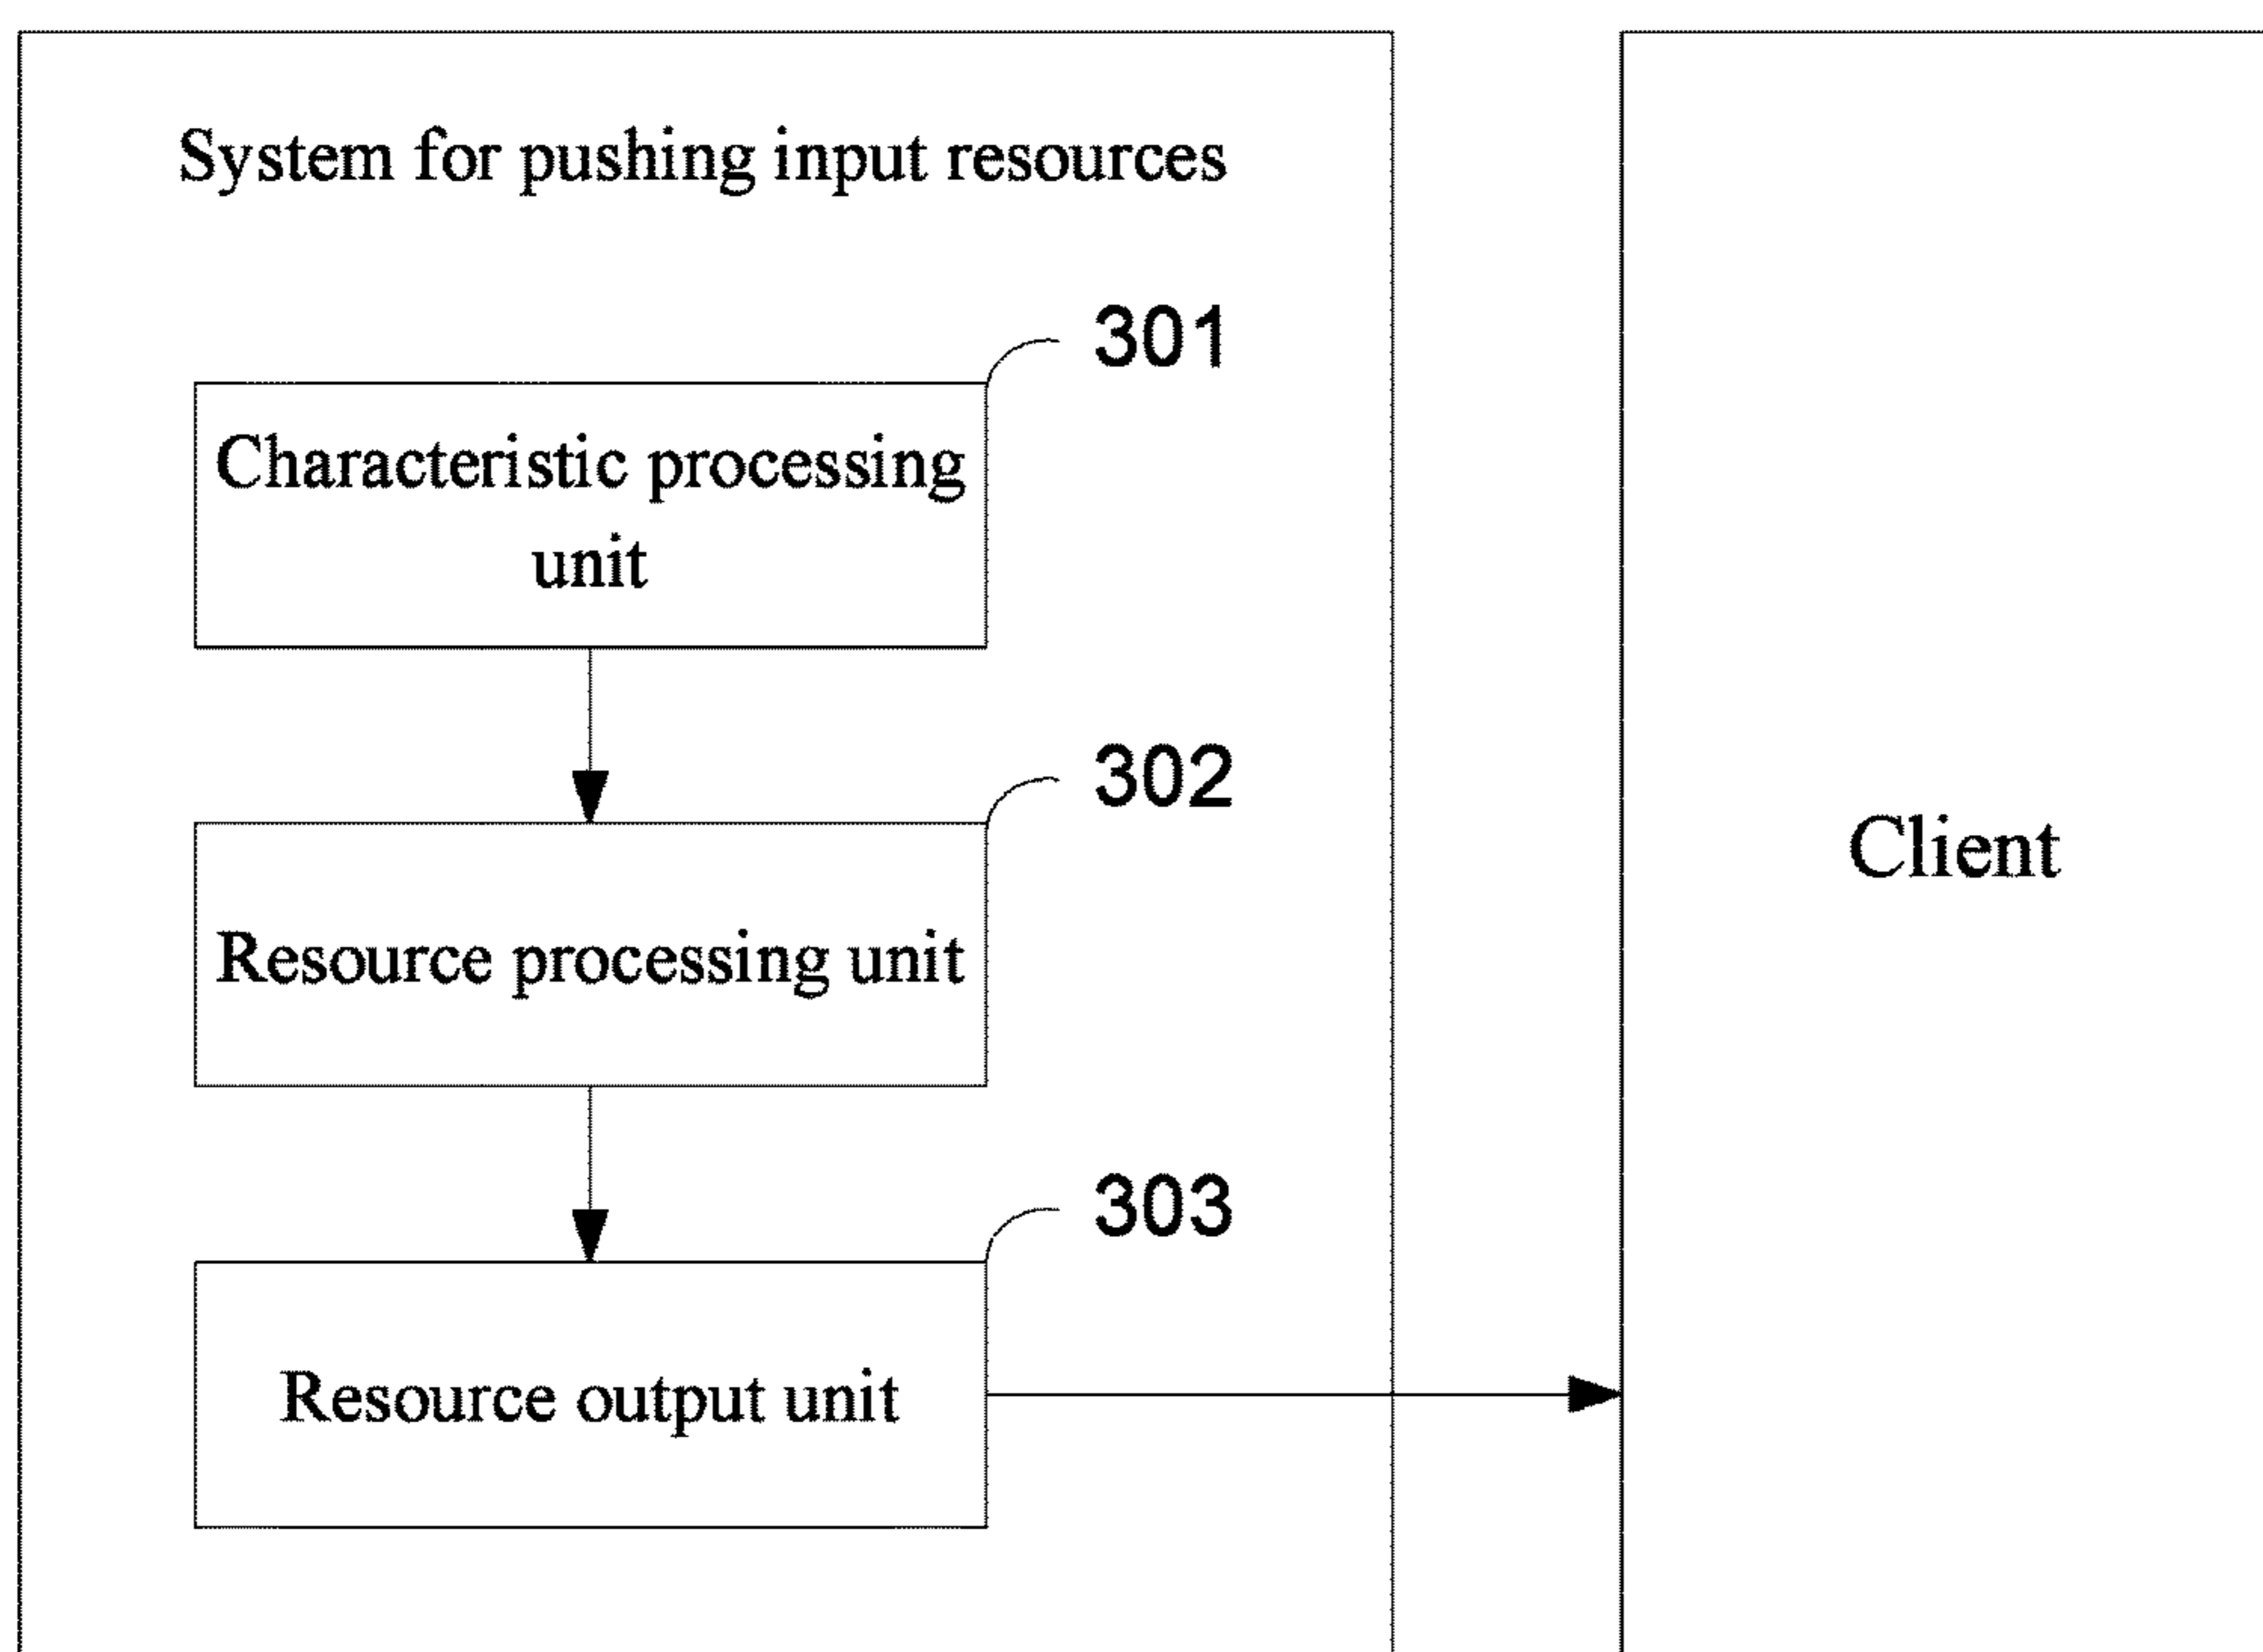 System for pushing input resources
301
Characteristic processing
unit
302
Resource processing unit
303
Resource output unit
Client